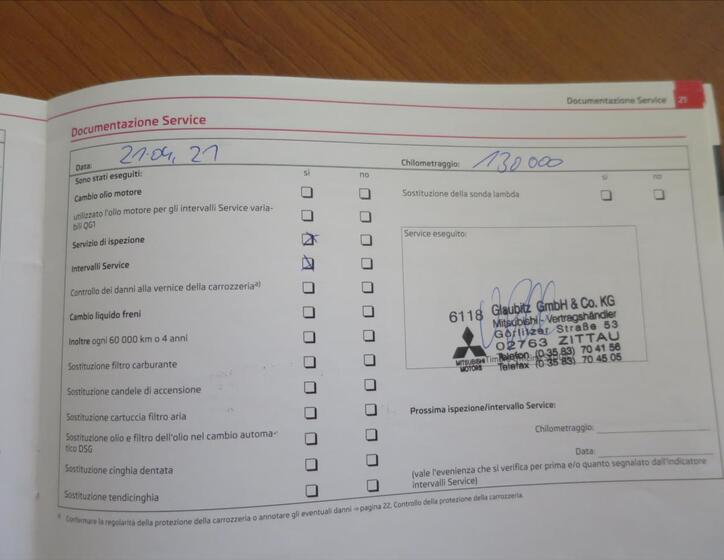 Documentazione Service 25
Documentazione Service
Data: 21.04.21
Chilometraggio: 130000
Sono stati eseguiti:
sì no
sì no
Cambio olio motore
Sostituzione della sonda lambda
utilizzato l'olio motore per gli intervalli Service varia-
bili QG1
Servizio di ispezione
Service eseguito:
Intervalli Service
Controllo dei danni alla vernice della carrozzeria a)
Cambio liquido freni
Inoltre ogni 60 000 km o 4 anni
Sostituzione filtro carburante
Sostituzione candele di accensione
Sostituzione cartuccia filtro aria
Sostituzione olio e filtro dell'olio nel cambio automa-
tico DSG
Sostituzione cinghia dentata
Sostituzione tendicinghia
6118 Glaubitz GmbH & Co. KG
Mitsubishi - Vertragshändler
Görlitzer Straße 53
02763 ZITTAU
Telefon (0 35 83) 70 41 56
Telefax (0 35 83) 70 45 05
MITSUBISHI
MOTORS
Prossima ispezione/intervallo Service:
Chilometraggio:
Data:
(vale l'evenienza che si verifica per prima e/o quanto segnalato dall'indicatore
intervalli Service)
a) Confermare la regolarità della protezione della carrozzeria o annotare gli eventuali danni ⇒ pagina 22, Controllo della protezione della carrozzeria.